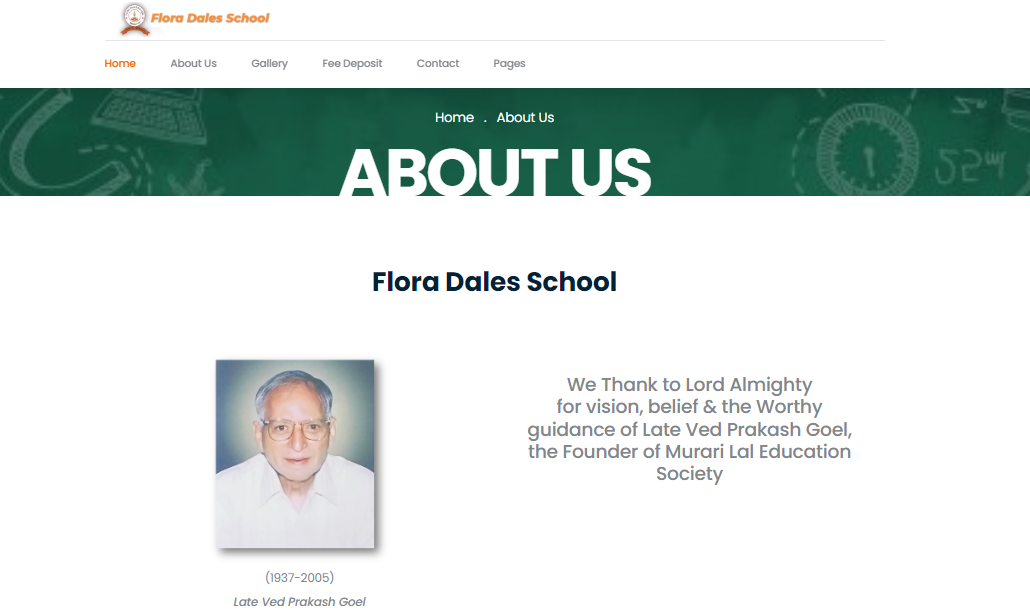 Flora Dales School
Home About Us Gallery Fee Deposit Contact Pages
Home . About Us
ABOUT US
Flora Dales School
We Thank to Lord Almighty
for vision, belief & the Worthy
guidance of Late Ved Prakash Goel,
the Founder of Murari Lal Education
Society
(1937-2005)
Late Ved Prakash Goel